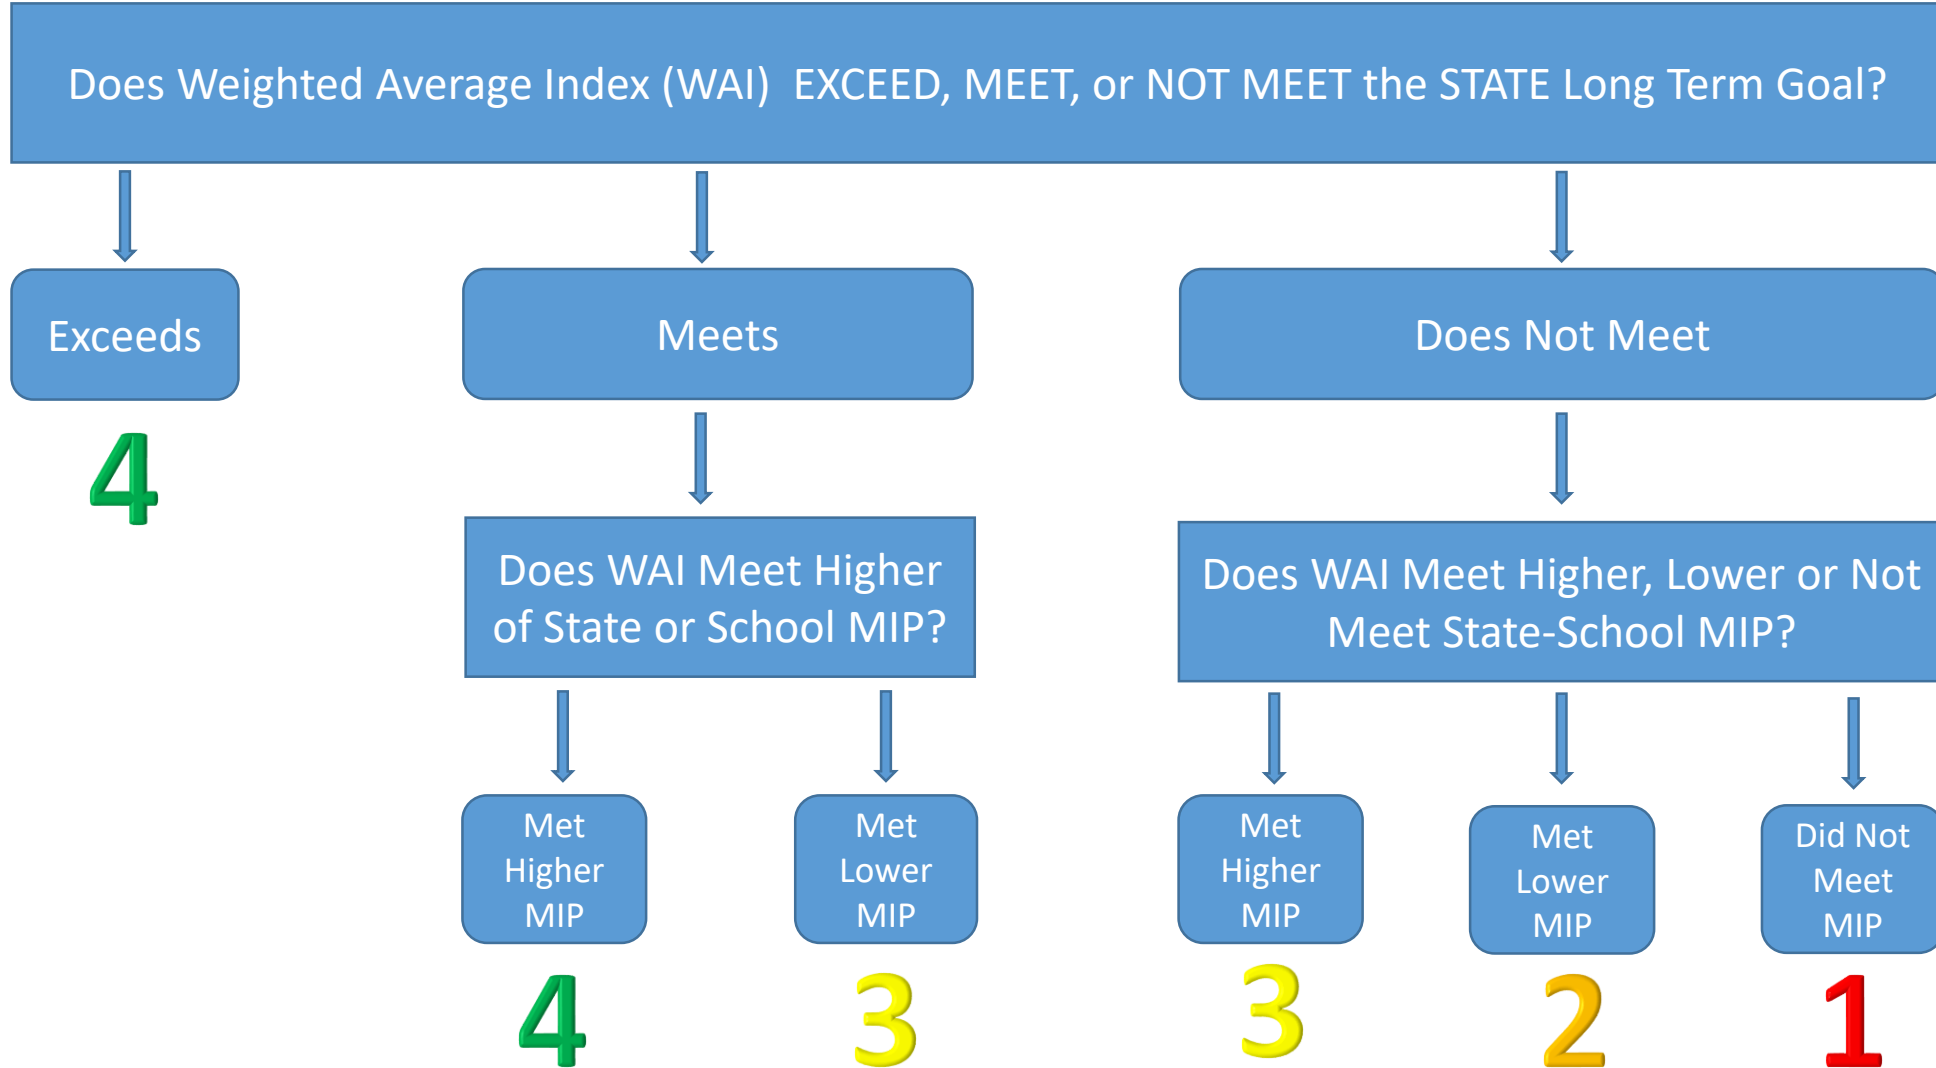 Does Weighted Average Index (WAI)  EXCEED, MEET, or NOT MEET the STATE Long Term Goal?
Exceeds
4
Meets
Does Not Meet
Does WAI Meet Higher
of State or School MIP?
Does WAI Meet Higher, Lower or Not
Meet State-School MIP?
Met
Higher
MIP
4
Met
Lower
MIP
3
Met
Higher
MIP
3
Met
Lower
MIP
2
Did Not
Meet
MIP
1